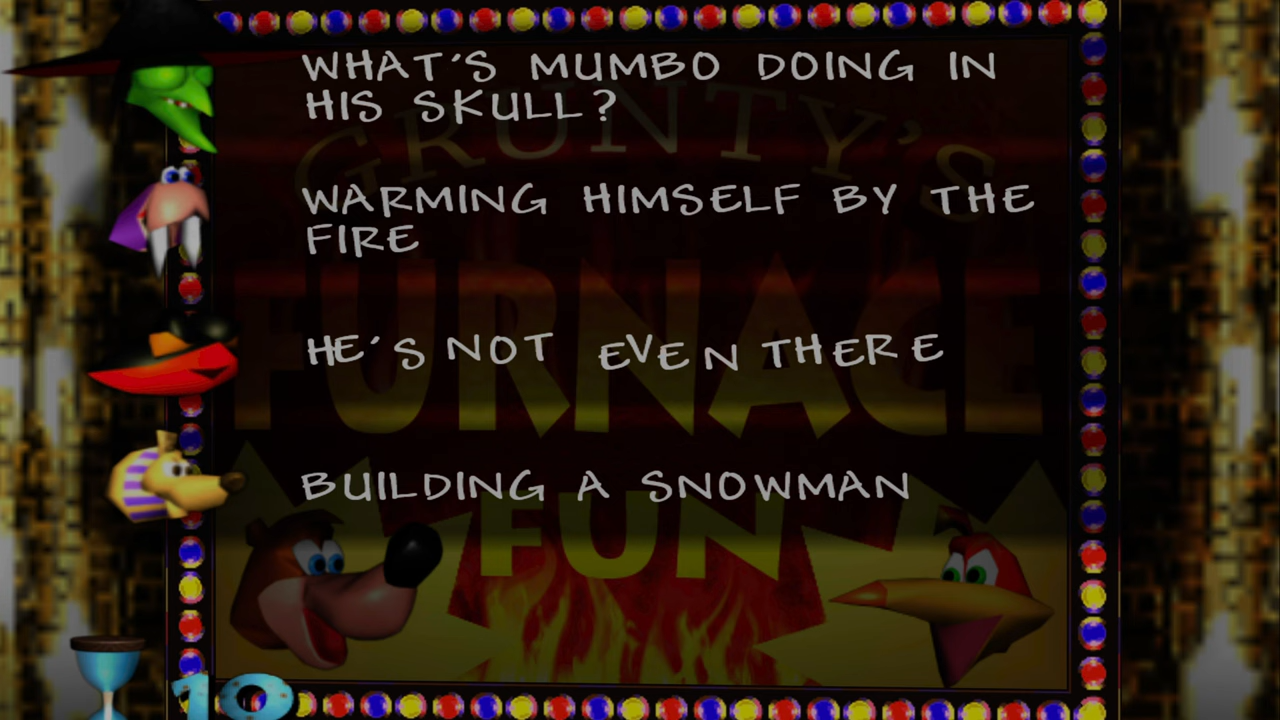 WHAT'S MUMBO DOING IN
HIS SKULL?
WARMING HIMSELF BY THE
FIRE
HE'S NOT EVEN THERE
BUILDING A SNOWMAN
GRUNTY'S
FURNACE
FUN
10